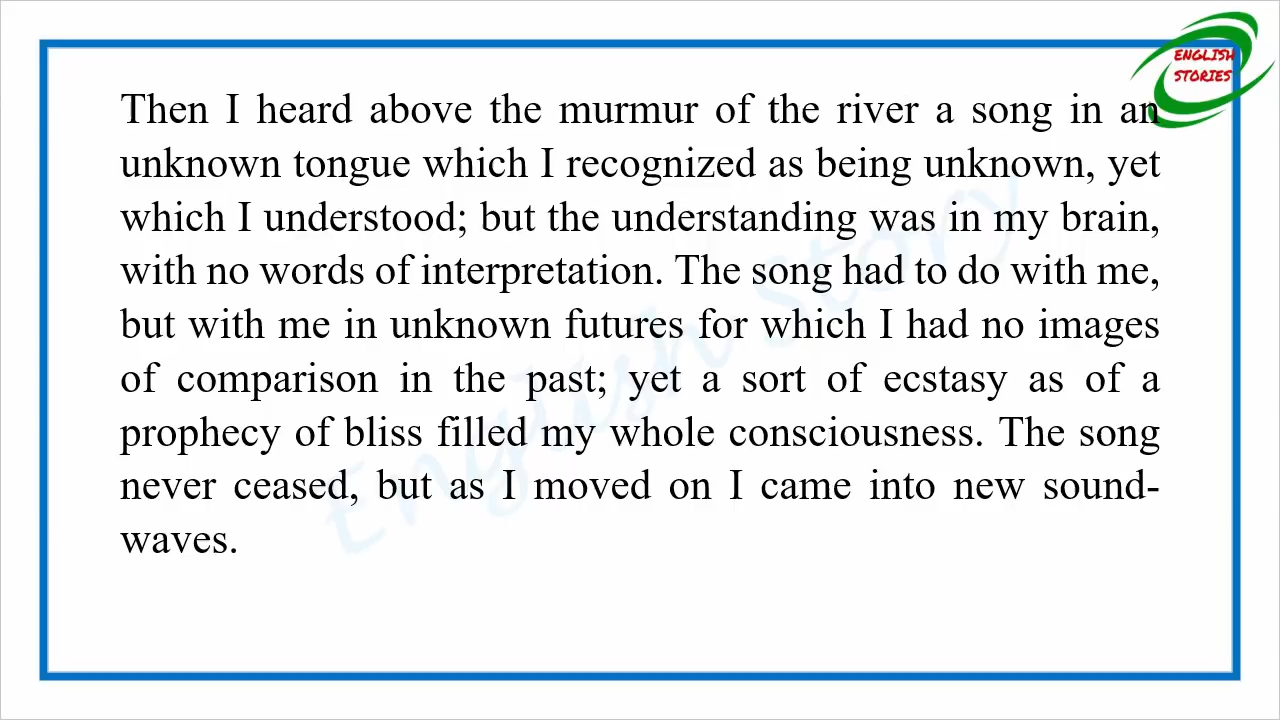 ENGLISH
STORIES
Then I heard above the murmur of the river a song in an
unknown tongue which I recognized as being unknown, yet
which I understood; but the understanding was in my brain,
with no words of interpretation. The song had to do with me,
but with me in unknown futures for which I had no images
of comparison in the past; yet a sort of ecstasy as of a
prophecy of bliss filled my whole consciousness. The song
never ceased, but as I moved on I came into new sound-
waves.
English Story